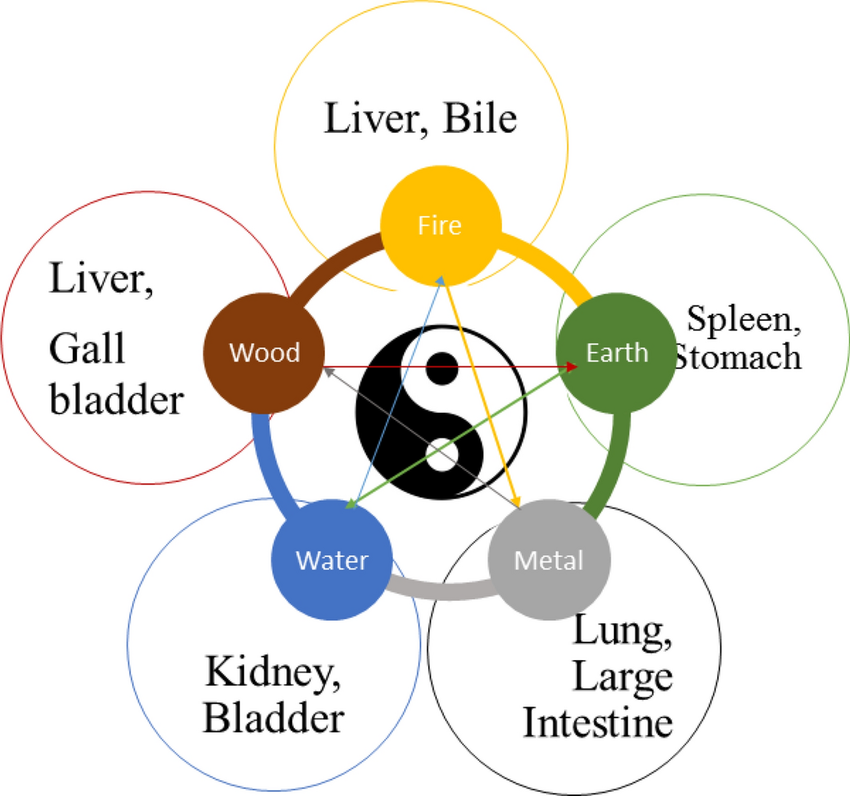 Liver, Bile
Fire
Liver,
Gall
bladder
Wood
Earth
Spleen,
Stomach
Water
Metal
Kidney,
Bladder
Lung,
Large
Intestine